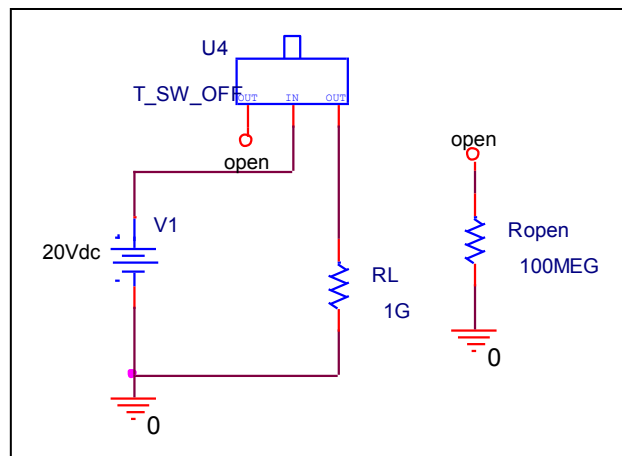 U4
T_SW_OFF
OUT IN OUT
open
open
V1
20Vdc
Ropen
100MEG
RL
1G
0
0